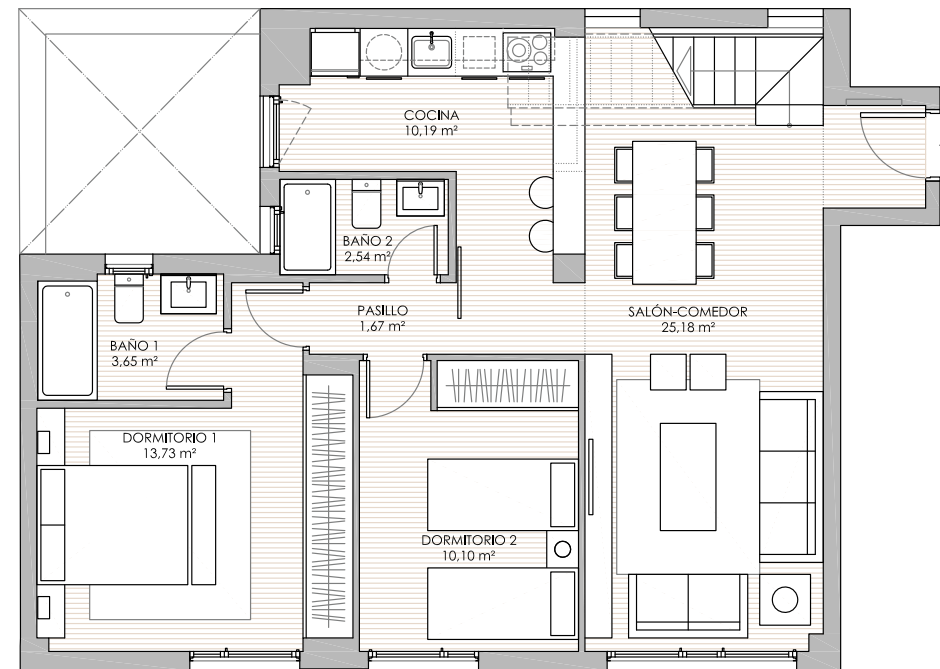 COCINA
10,19 m²
BAÑO 2
2,54 m²
PASILLO
1,67 m²
SALÓN-COMEDOR
25,18 m²
BAÑO 1
3,65 m²
DORMITORIO 1
13,73 m²
DORMITORIO 2
10,10 m²